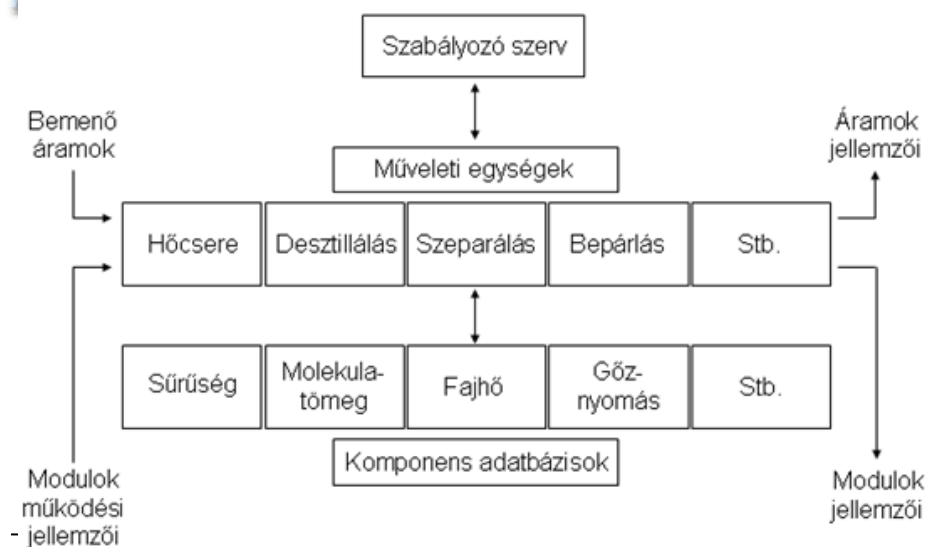 Szabályozó szerv
Bemenő
áramok
Áramok
jellemzői
Műveleti egységek
Hőcsere
Desztillálás
Szeparálás
Bepárlás
Stb.
Sűrűség
Molekula-
tömeg
Fajhő
Gőz-
nyomás
Stb.
Komponens adatbázisok
Modulok
működési
- jellemzői
Modulok
jellemzői